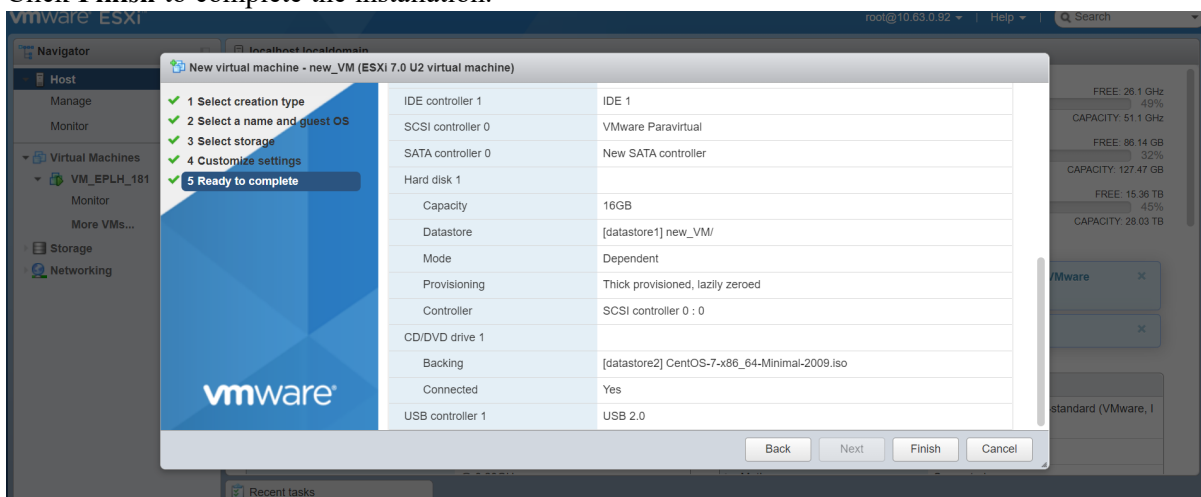 Click Finish to complete the installation.
vmware ESXi
root@10.63.0.92 | Help | Search
Navigator
localhost.localdomain
Host
Manage
Monitor
Virtual Machines
VM_EPLH_181
Monitor
More VMs...
Storage
Networking
New virtual machine - new_VM (ESXi 7.0 U2 virtual machine)
1 Select creation type
2 Select a name and guest OS
3 Select storage
4 Customize settings
5 Ready to complete
vmware®
IDE controller 1 IDE 1
SCSI controller 0 VMware Paravirtual
SATA controller 0 New SATA controller
Hard disk 1
Capacity 16GB
Datastore [datastore1] new_VM/
Mode Dependent
Provisioning Thick provisioned, lazily zeroed
Controller SCSI controller 0 : 0
CD/DVD drive 1
Backing [datastore2] CentOS-7-x86_64-Minimal-2009.iso
Connected Yes
USB controller 1 USB 2.0
Back Next Finish Cancel
FREE: 26.1 GHz
49%
CAPACITY: 51.1 GHz
FREE: 86.14 GB
32%
CAPACITY: 127.47 GB
FREE: 15.36 TB
45%
CAPACITY: 28.03 TB
VMware
standard (VMware, I
Recent tasks